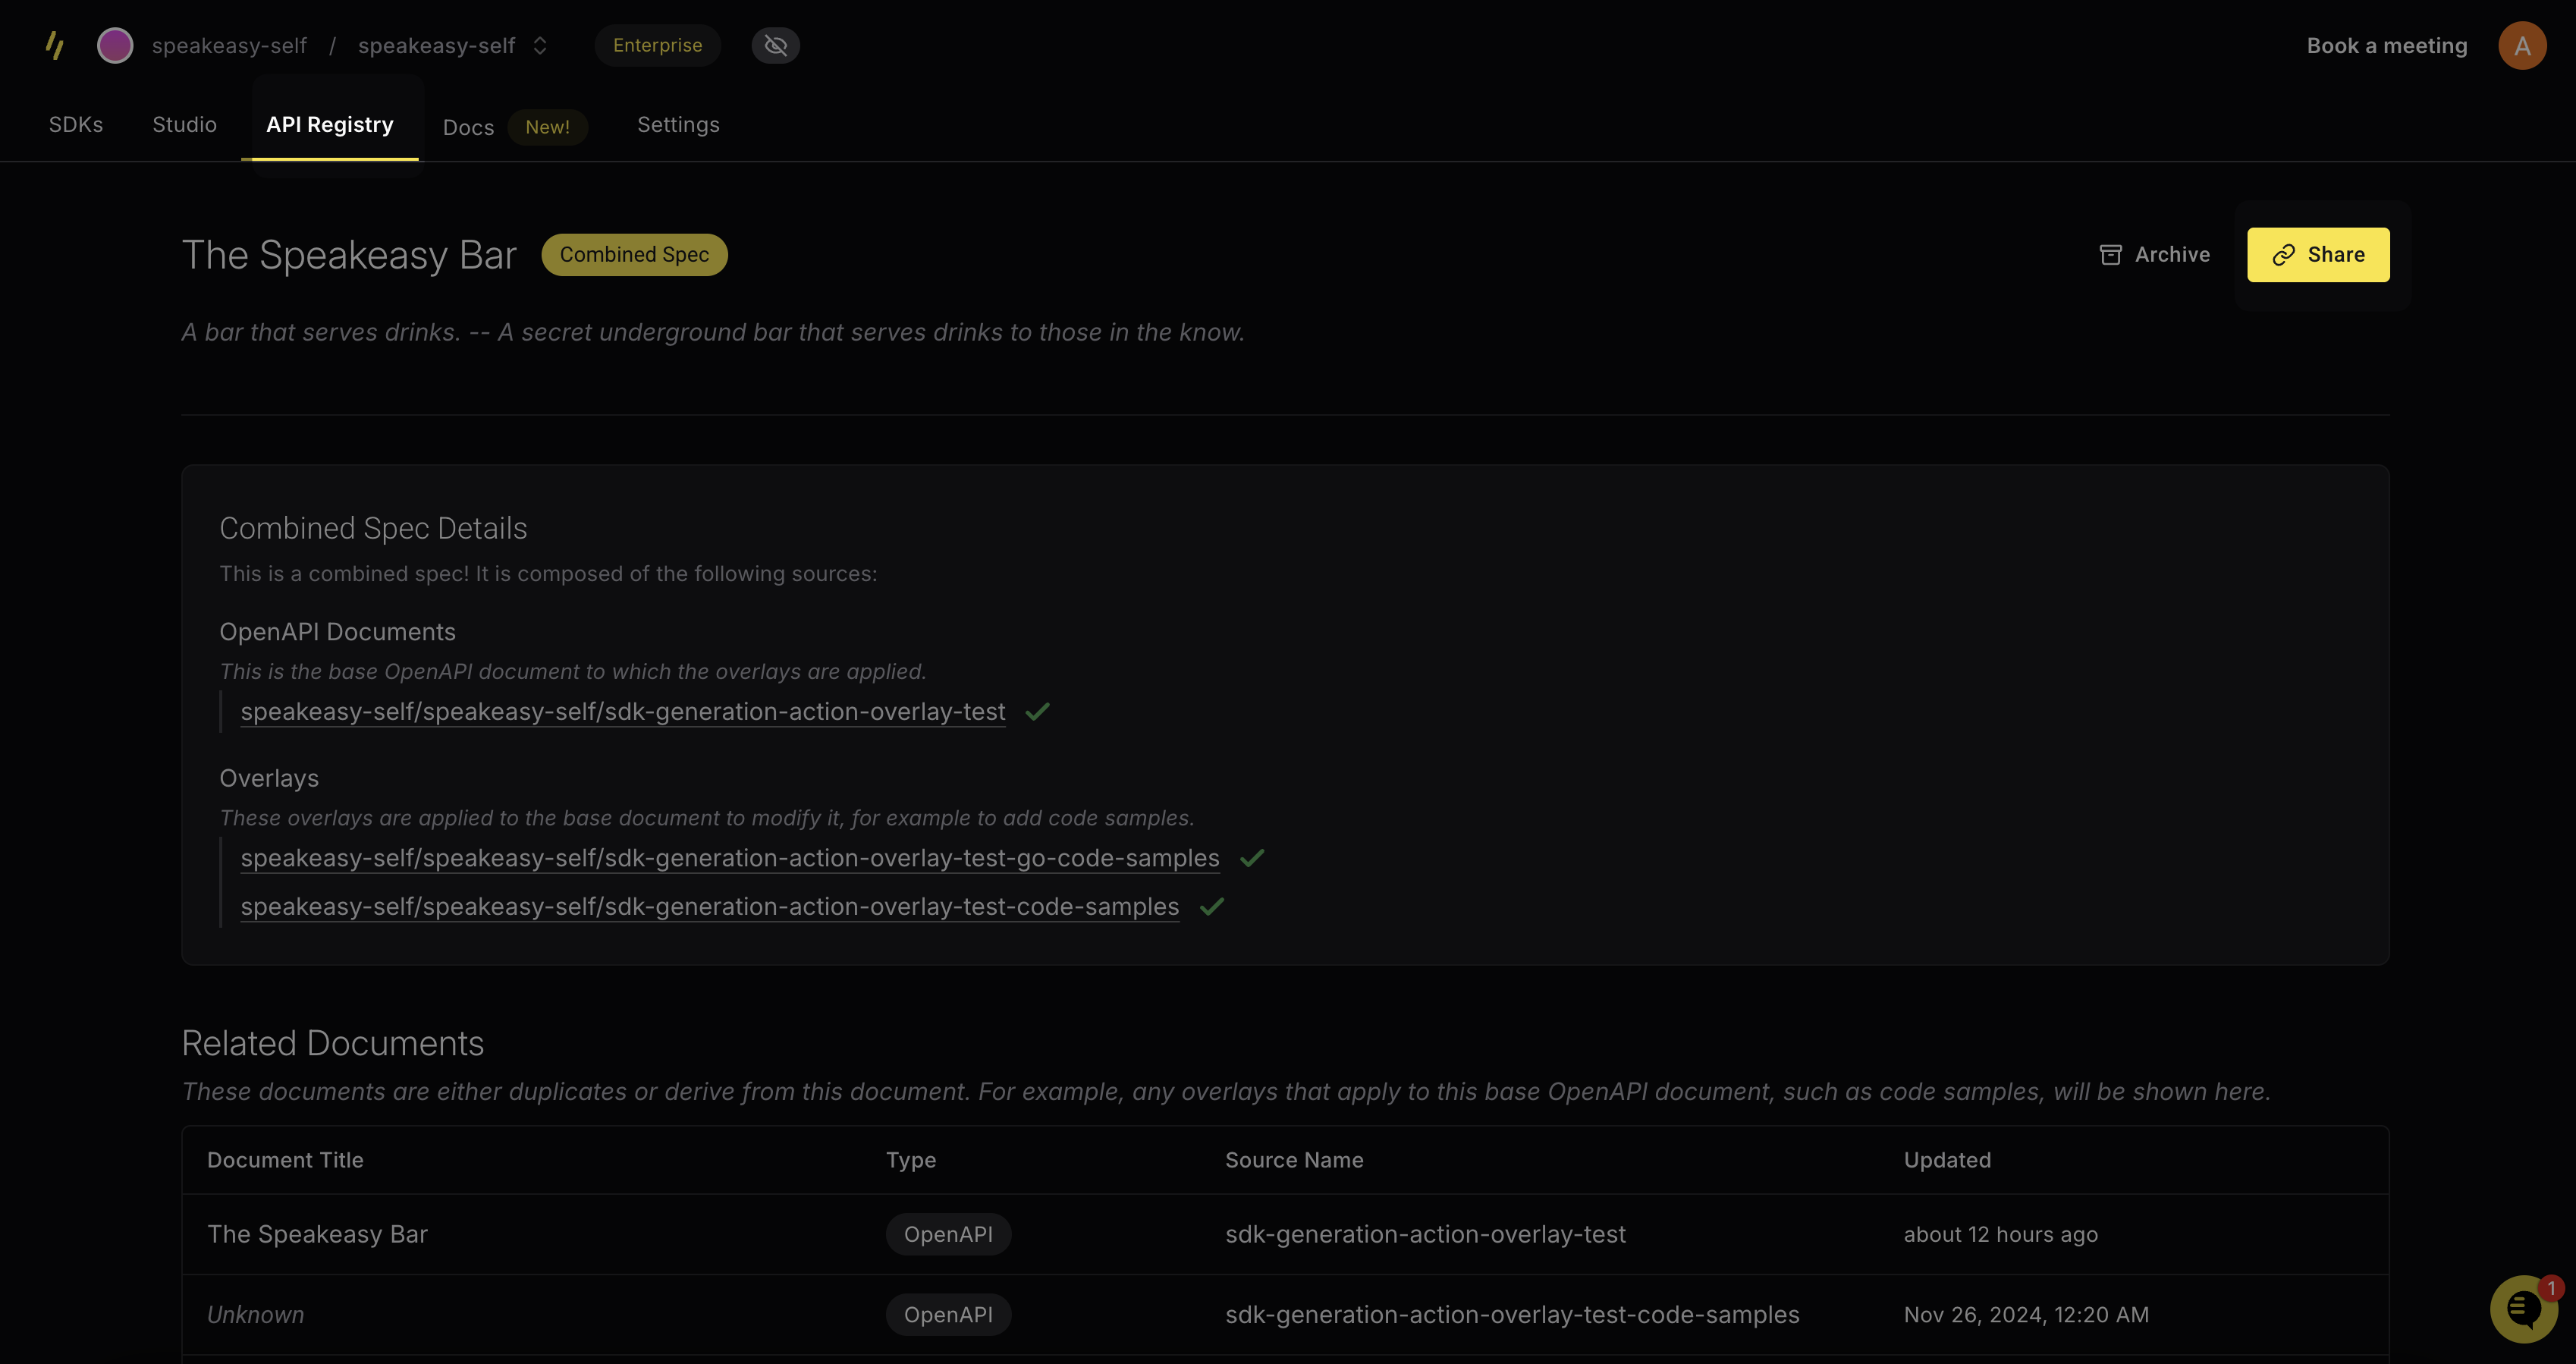 speakeasy-self / speakeasy-self Enterprise Book a meeting A
SDKs Studio API Registry Docs New! Settings
The Speakeasy Bar Combined Spec Archive Share
A bar that serves drinks. -- A secret underground bar that serves drinks to those in the know.
Combined Spec Details
This is a combined spec! It is composed of the following sources:
OpenAPI Documents
This is the base OpenAPI document to which the overlays are applied.
speakeasy-self/speakeasy-self/sdk-generation-action-overlay-test
Overlays
These overlays are applied to the base document to modify it, for example to add code samples.
speakeasy-self/speakeasy-self/sdk-generation-action-overlay-test-go-code-samples
speakeasy-self/speakeasy-self/sdk-generation-action-overlay-test-code-samples
Related Documents
These documents are either duplicates or derive from this document. For example, any overlays that apply to this base OpenAPI document, such as code samples, will be shown here.
Document Title Type Source Name Updated
The Speakeasy Bar OpenAPI sdk-generation-action-overlay-test about 12 hours ago
Unknown OpenAPI sdk-generation-action-overlay-test-code-samples Nov 26, 2024, 12:20 AM
1